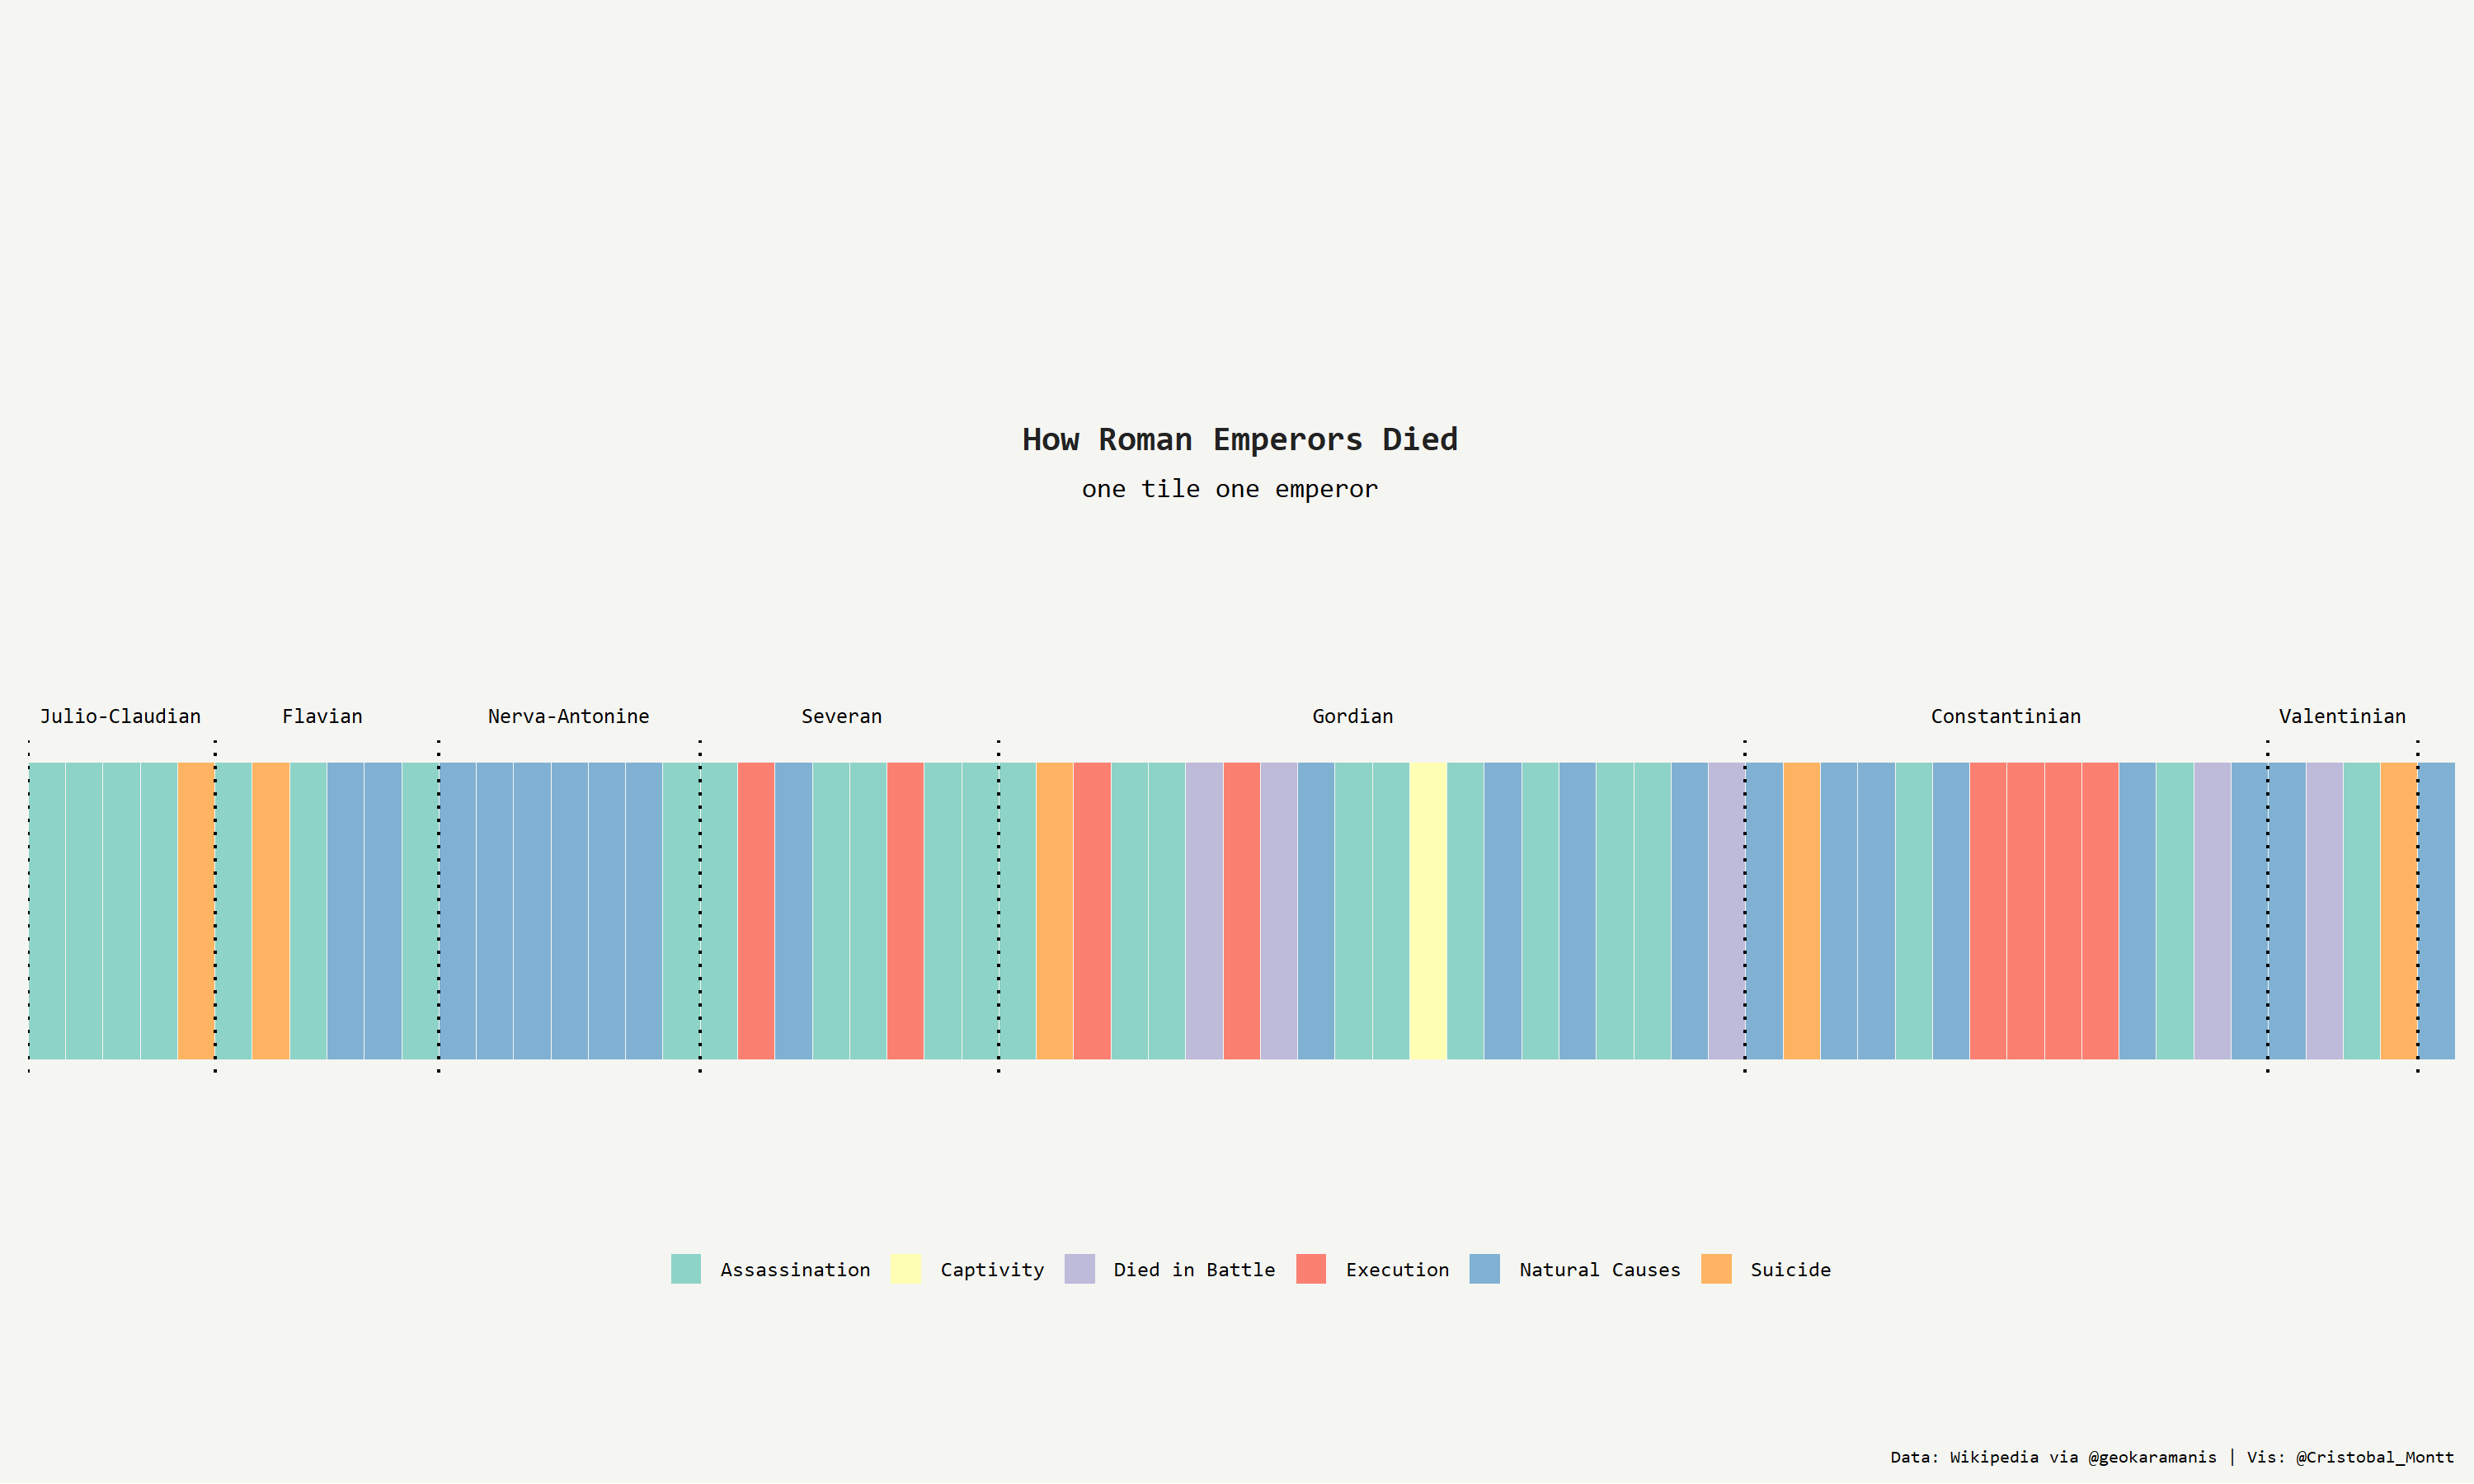 How Roman Emperors Died
one tile one emperor
Julio-Claudian Flavian Nerva-Antonine Severan Gordian Constantinian Valentinian
Assassination Captivity Died in Battle Execution Natural Causes Suicide
Data: Wikipedia via @geokaramanis | Vis: @Cristobal_Montt